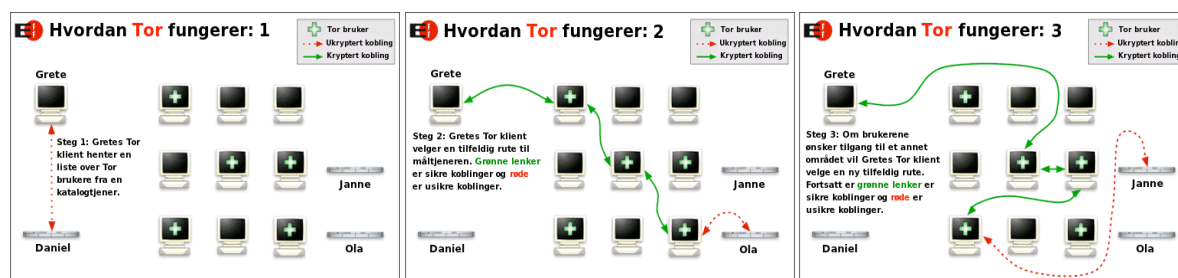 Hvordan Tor fungerer: 1
Tor bruker
Ukryptert kobling
Kryptert kobling
Grete
Steg 1: Gretes Tor
klient henter en
liste over Tor
brukere fra en
katalogtjener.
Janne
Daniel
Ola
Hvordan Tor fungerer: 2
Tor bruker
Ukryptert kobling
Kryptert kobling
Grete
Steg 2: Gretes Tor klient
velger en tilfeldig rute til
måltjeneren. Grønne lenker
er sikre koblinger og røde
er usikre koblinger.
Janne
Daniel
Ola
Hvordan Tor fungerer: 3
Tor bruker
Ukryptert kobling
Kryptert kobling
Grete
Steg 3: Om brukerene
ønsker tilgang til et annet
området vil Gretes Tor klient
velge en ny tilfeldig rute.
Fortsatt er grønne lenker er
sikre koblinger og røde er
usikre koblinger.
Janne
Daniel
Ola